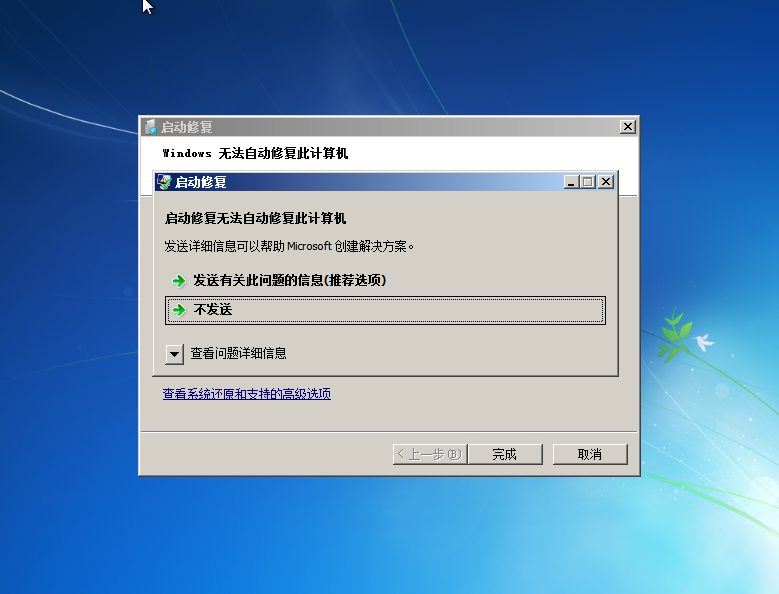 启动修复
Windows 无法自动修复此计算机
启动修复
启动修复无法自动修复此计算机
发送详细信息可以帮助 Microsoft 创建解决方案。
发送有关此问题的信息(推荐选项)
不发送
查看问题详细信息
查看系统还原和支持的高级选项
< 上一步(B)
完成
取消